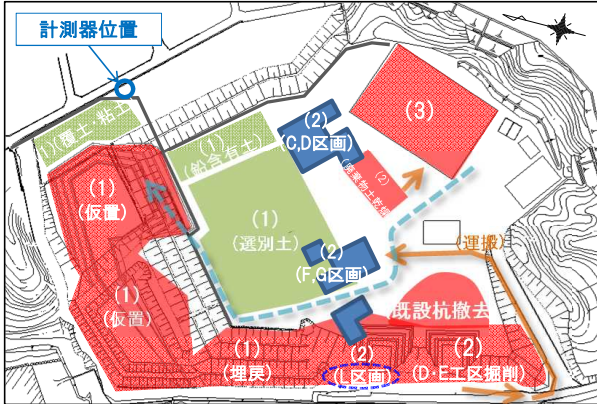 計測器位置
(1)(覆土・粘土)
(1)
(鉛含有土)
(2)
(C,D区画)
(3)
(2)
(1)
(仮置)
(1)
(選別土)
(2)
(F,G区画)
(運搬)
(1)
(仮置)
既設杭撤去
(1)
(埋戻)
(2)
(L区画)
(2)
(D・E工区掘削)